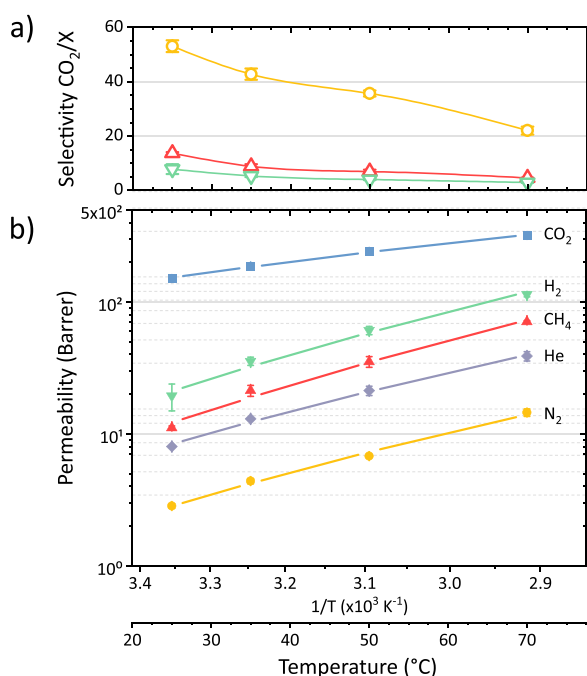 a)
Selectivity CO₂/X
60
40
20
0
b)
Permeability (Barrer)
5x10²
10²
10¹
10⁰
CO₂
H₂
CH₄
He
N₂
3.4 3.3 3.2 3.1 3.0 2.9
1/T (x10³ K⁻¹)
20 30 40 50 60 70
Temperature (°C)